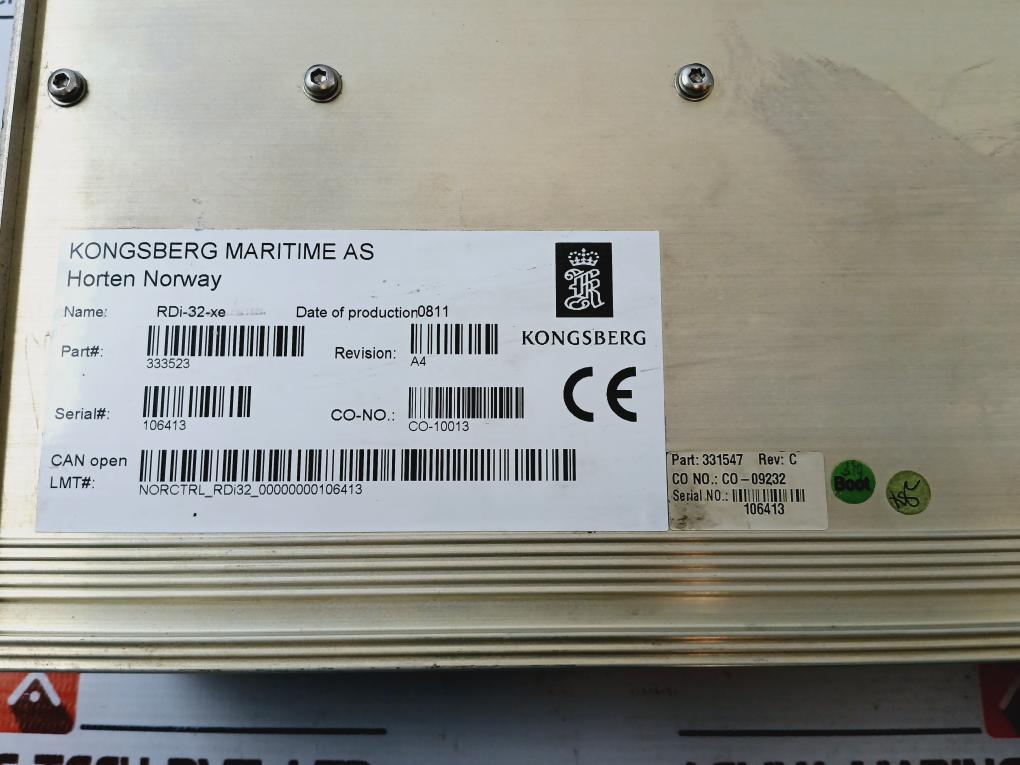 KONGSBERG MARITIME AS
Horten Norway
Name: RDi-32-xe Date of production0811
Part#: 333523 Revision: A4
Serial#: 106413 CO-NO.: CO-10013
CAN open
LMT#: NORCTRL_RDi32_00000000106413
KONGSBERG
CE
Part: 331547 Rev: C
CO NO.: CO-09232
Serial NO.: 106413
Boot